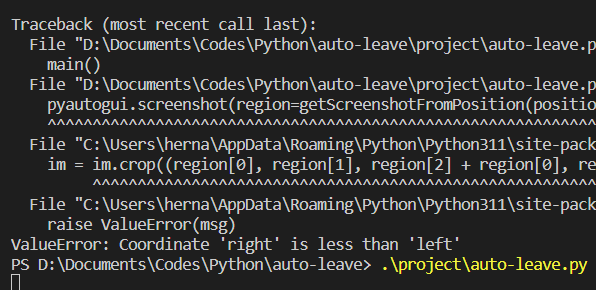 Traceback (most recent call last):
File "D:\Documents\Codes\Python\auto-leave\project\auto-leave.p
main()
File "D:\Documents\Codes\Python\auto-leave\project\auto-leave.p
pyautogui.screenshot(region=getScreenshotFromPosition(positio
^^^^^^^^^^^^^^^^^^^^^^^^^^^^^^^^^^^^^^^^^^^^^^^^^^^^^^^^^^^^^
File "C:\Users\herna\AppData\Roaming\Python\Python311\site-pack
im = im.crop((region[0], region[1], region[2] + region[0], re
^^^^^^^^^^^^^^^^^^^^^^^^^^^^^^^^^^^^^^^^^^^^^^^^^^^^^^^^
File "C:\Users\herna\AppData\Roaming\Python\Python311\site-pack
raise ValueError(msg)
ValueError: Coordinate 'right' is less than 'left'
PS D:\Documents\Codes\Python\auto-leave> .\project\auto-leave.py